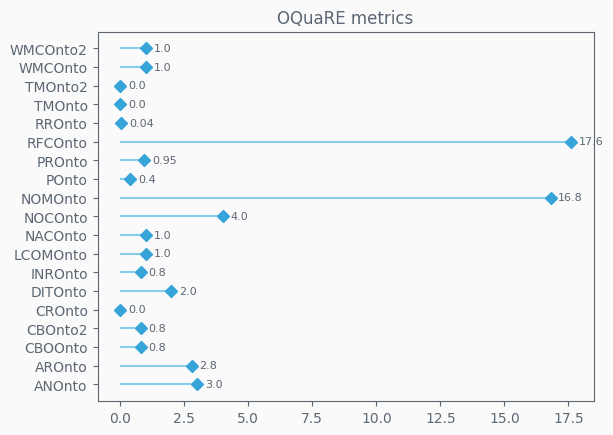 OQuaRE metrics
WMCOnto2 1.0
WMCOnto 1.0
TMOnto2 0.0
TMOnto 0.0
RROnto 0.04
RFCOnto 17.6
PROnto 0.95
POnto 0.4
NOMOnto 16.8
NOCOnto 4.0
NACOnto 1.0
LCOMOnto 1.0
INROnto 0.8
DITOnto 2.0
CROnto 0.0
CBOnto2 0.8
CBOOnto 0.8
AROnto 2.8
ANOnto 3.0
0.0 2.5 5.0 7.5 10.0 12.5 15.0 17.5